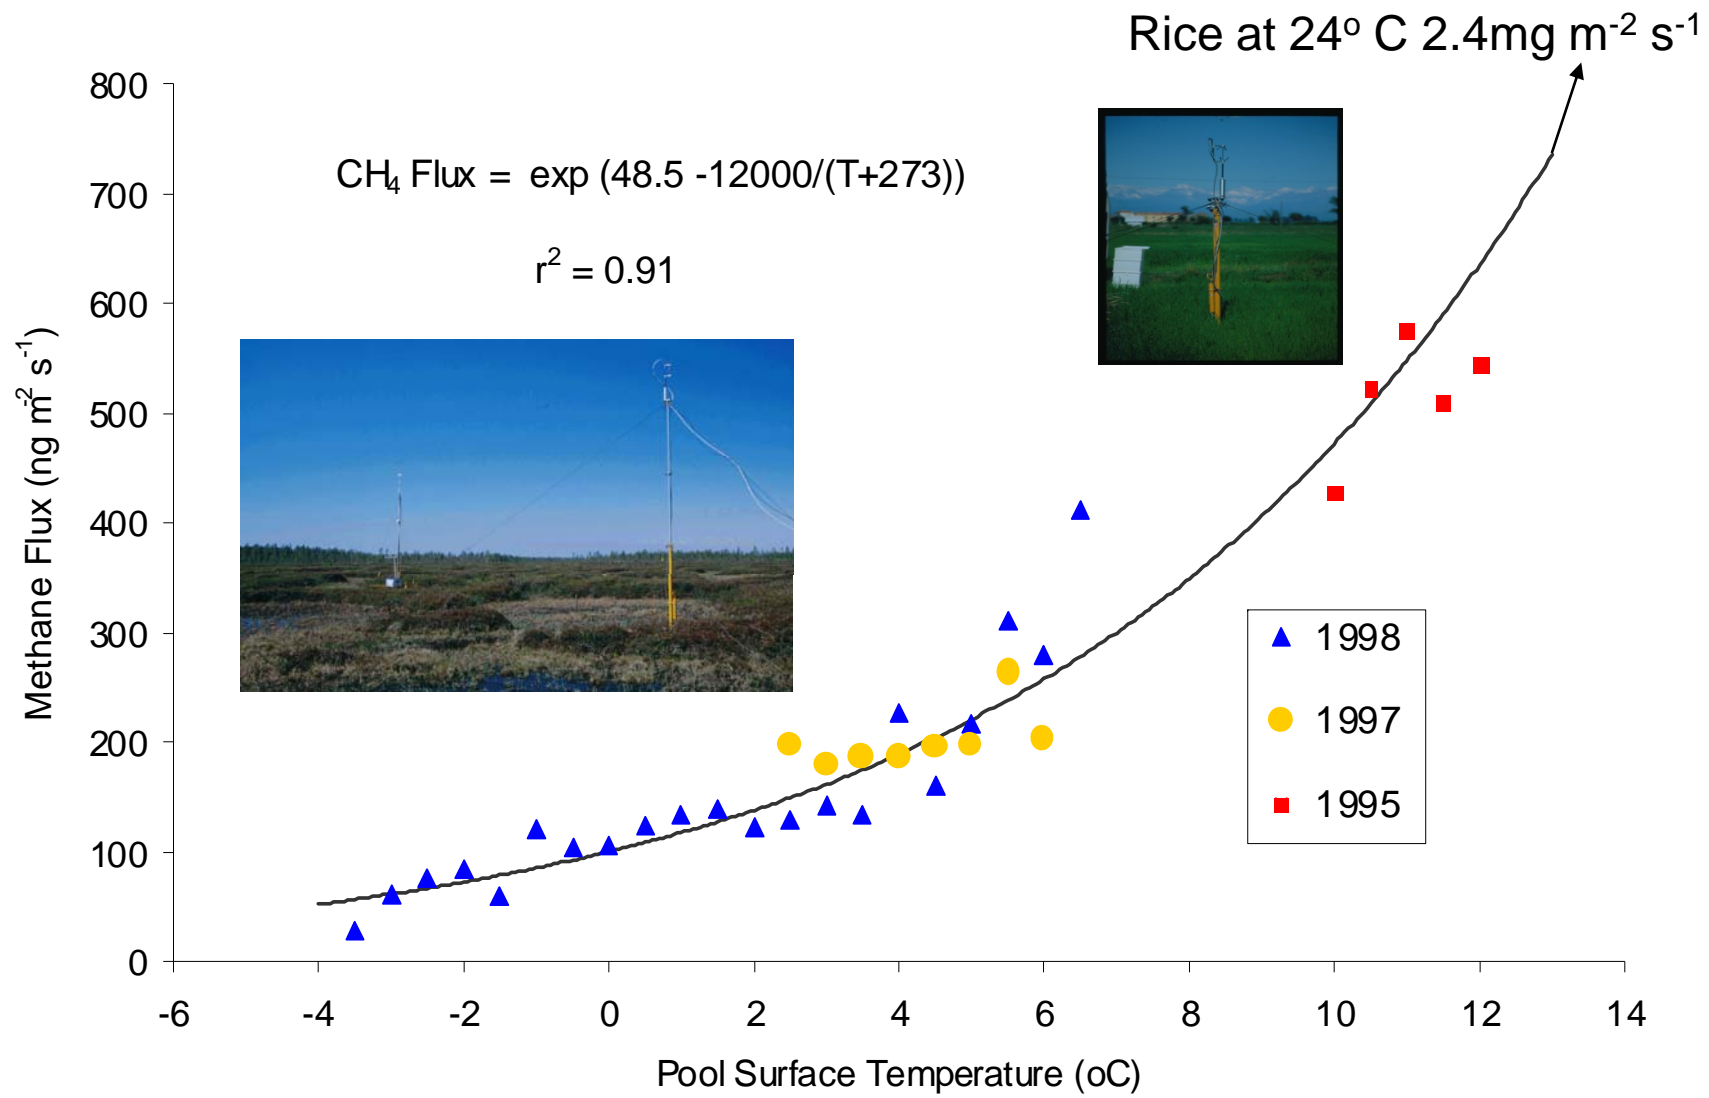 Rice at 24° C 2.4mg m⁻² s⁻¹
800
CH₄ Flux = exp (48.5 -12000/(T+273))
700
r² = 0.91
600
500
400
300
200
100
0
Methane Flux (ng m⁻² s⁻¹)
1998
1997
1995
-6 -4 -2 0 2 4 6 8 10 12 14
Pool Surface Temperature (oC)